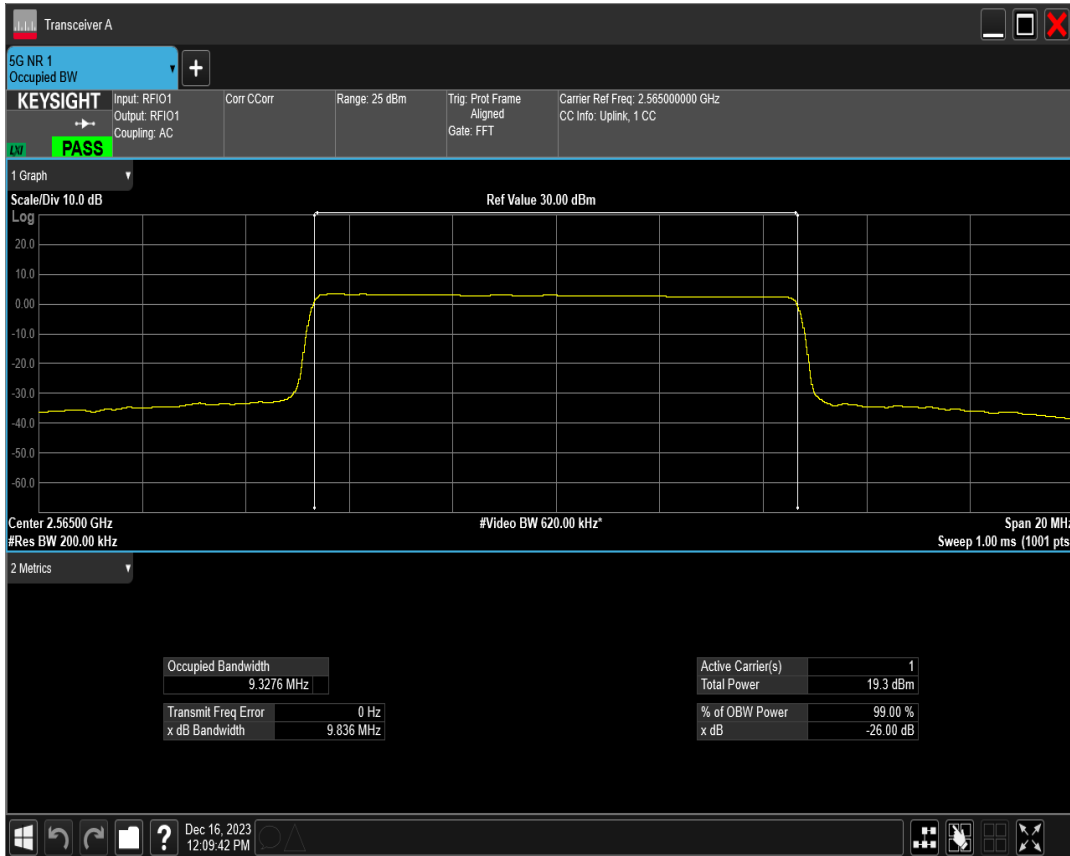 Transceiver A
5G NR 1
Occupied BW
KEYSIGHT
LXI
PASS
Input: RFIO1
Output: RFIO1
Coupling: AC
Corr CCorr
Range: 25 dBm
Trig: Prot Frame
Aligned
Gate: FFT
Carrier Ref Freq: 2.565000000 GHz
CC Info: Uplink, 1 CC
1 Graph
Scale/Div 10.0 dB
Ref Value 30.00 dBm
Log
20.0
10.0
0.00
-10.0
-20.0
-30.0
-40.0
-50.0
-60.0
Center 2.56500 GHz
#Video BW 620.00 kHz*
Span 20 MHz
#Res BW 200.00 kHz
Sweep 1.00 ms (1001 pts
2 Metrics
Occupied Bandwidth
9.3276 MHz
Transmit Freq Error 0 Hz
x dB Bandwidth 9.836 MHz
Active Carrier(s) 1
Total Power 19.3 dBm
% of OBW Power 99.00 %
x dB -26.00 dB
?
Dec 16, 2023
12:09:42 PM